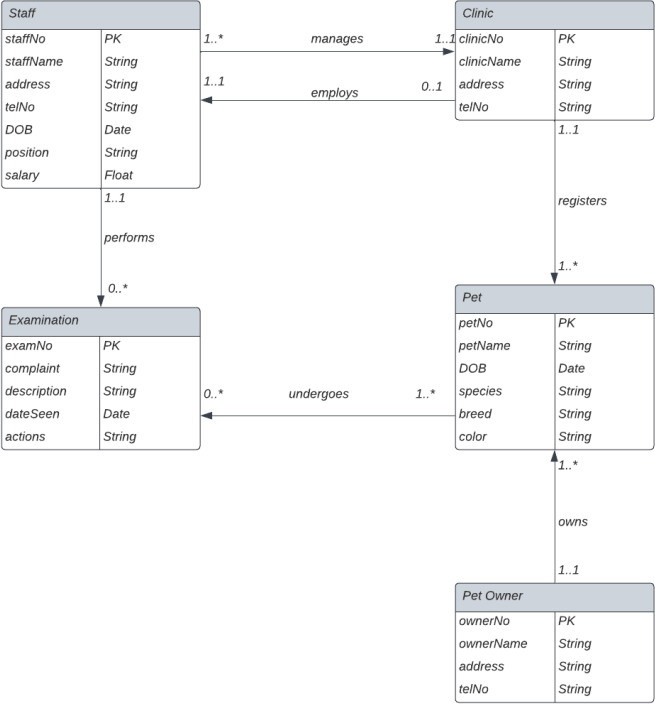 Staff
staffNo PK
staffName String
address String
telNo String
DOB Date
position String
salary Float
1..* manages 1..1
1..1 employs 0..1
Clinic
clinicNo PK
clinicName String
address String
telNo String
1..1
performs
0..*
1..1
registers
1..*
Examination
examNo PK
complaint String
description String
dateSeen Date
actions String
0..* undergoes 1..*
Pet
petNo PK
petName String
DOB Date
species String
breed String
color String
1..*
owns
1..1
Pet Owner
ownerNo PK
ownerName String
address String
telNo String